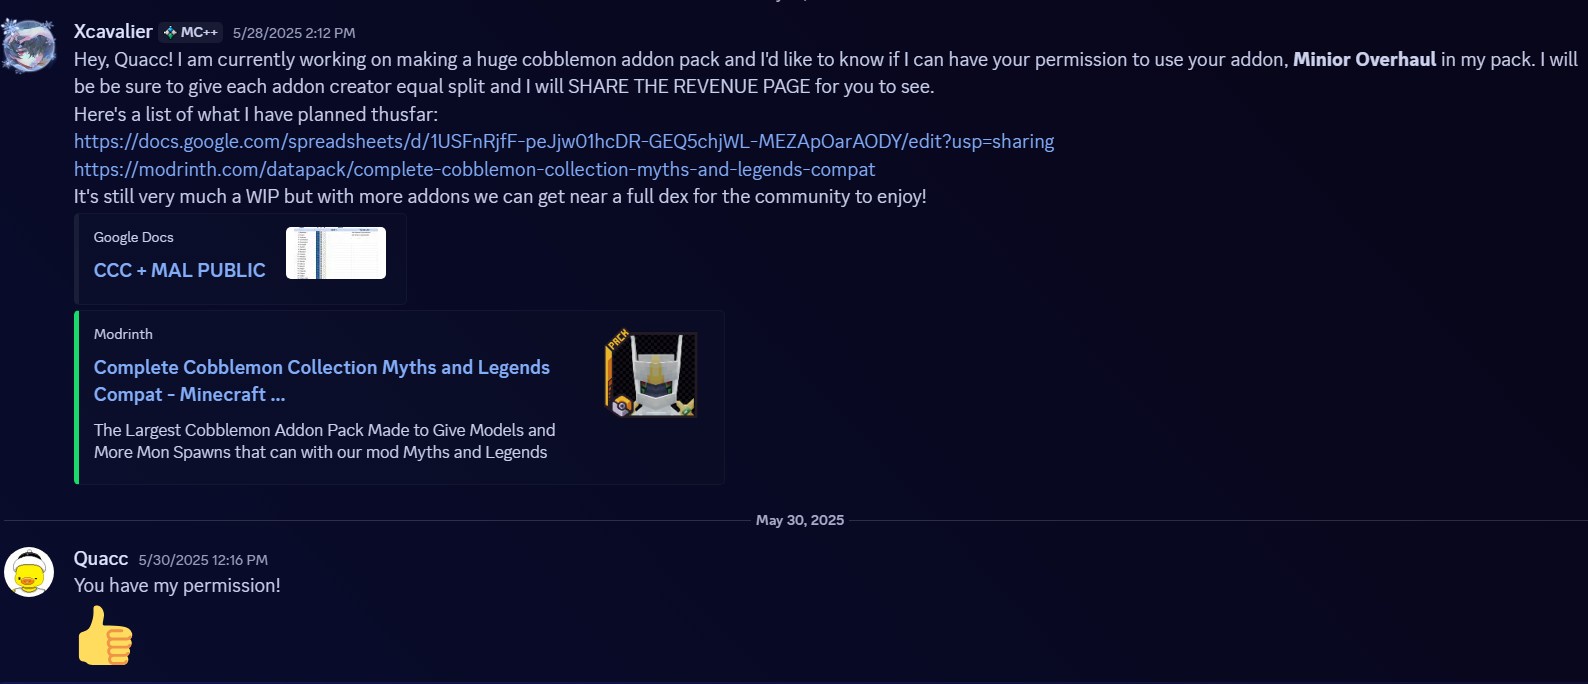 Xcavalier MC++ 5/28/2025 2:12 PM
Hey, Quacc! I am currently working on making a huge cobblemon addon pack and I'd like to know if I can have your permission to use your addon, Minior Overhaul in my pack. I will
be be sure to give each addon creator equal split and I will SHARE THE REVENUE PAGE for you to see.
Here's a list of what I have planned thusfar:
https://docs.google.com/spreadsheets/d/1USFnRjfF-peJjw01hcDR-GEQ5chjWL-MEZApOarAODY/edit?usp=sharing
https://modrinth.com/datapack/complete-cobblemon-collection-myths-and-legends-compat
It's still very much a WIP but with more addons we can get near a full dex for the community to enjoy!
Google Docs
CCC + MAL PUBLIC
Modrinth
Complete Cobblemon Collection Myths and Legends
Compat - Minecraft ...
The Largest Cobblemon Addon Pack Made to Give Models and
More Mon Spawns that can with our mod Myths and Legends
PACK
May 30, 2025
Quacc 5/30/2025 12:16 PM
You have my permission!